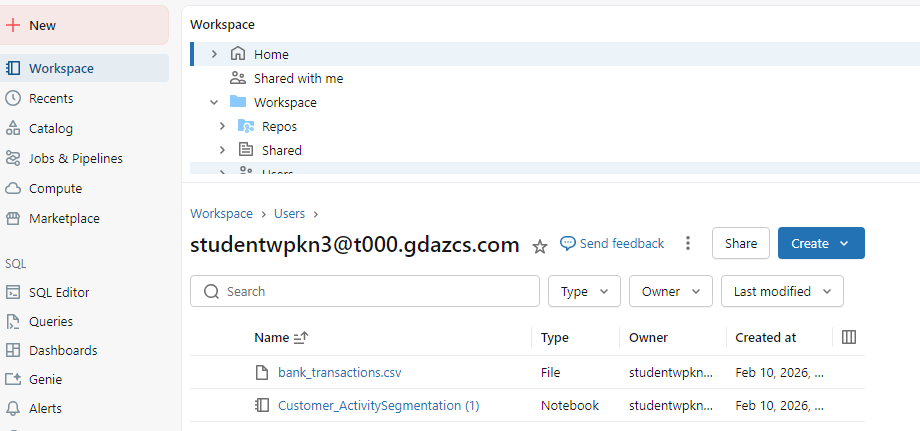 New
Workspace
Recents
Catalog
Jobs & Pipelines
Compute
Marketplace
SQL
SQL Editor
Queries
Dashboards
Genie
Alerts
Workspace
Home
Shared with me
Workspace
Repos
Shared
Users
Workspace > Users >
studentwpkn3@t000.gdazcs.com Send feedback Share Create
Search Type Owner Last modified
Name Type Owner Created at
bank_transactions.csv File studentwpkn... Feb 10, 2026, ...
Customer_ActivitySegmentation (1) Notebook studentwpkn... Feb 10, 2026, ...